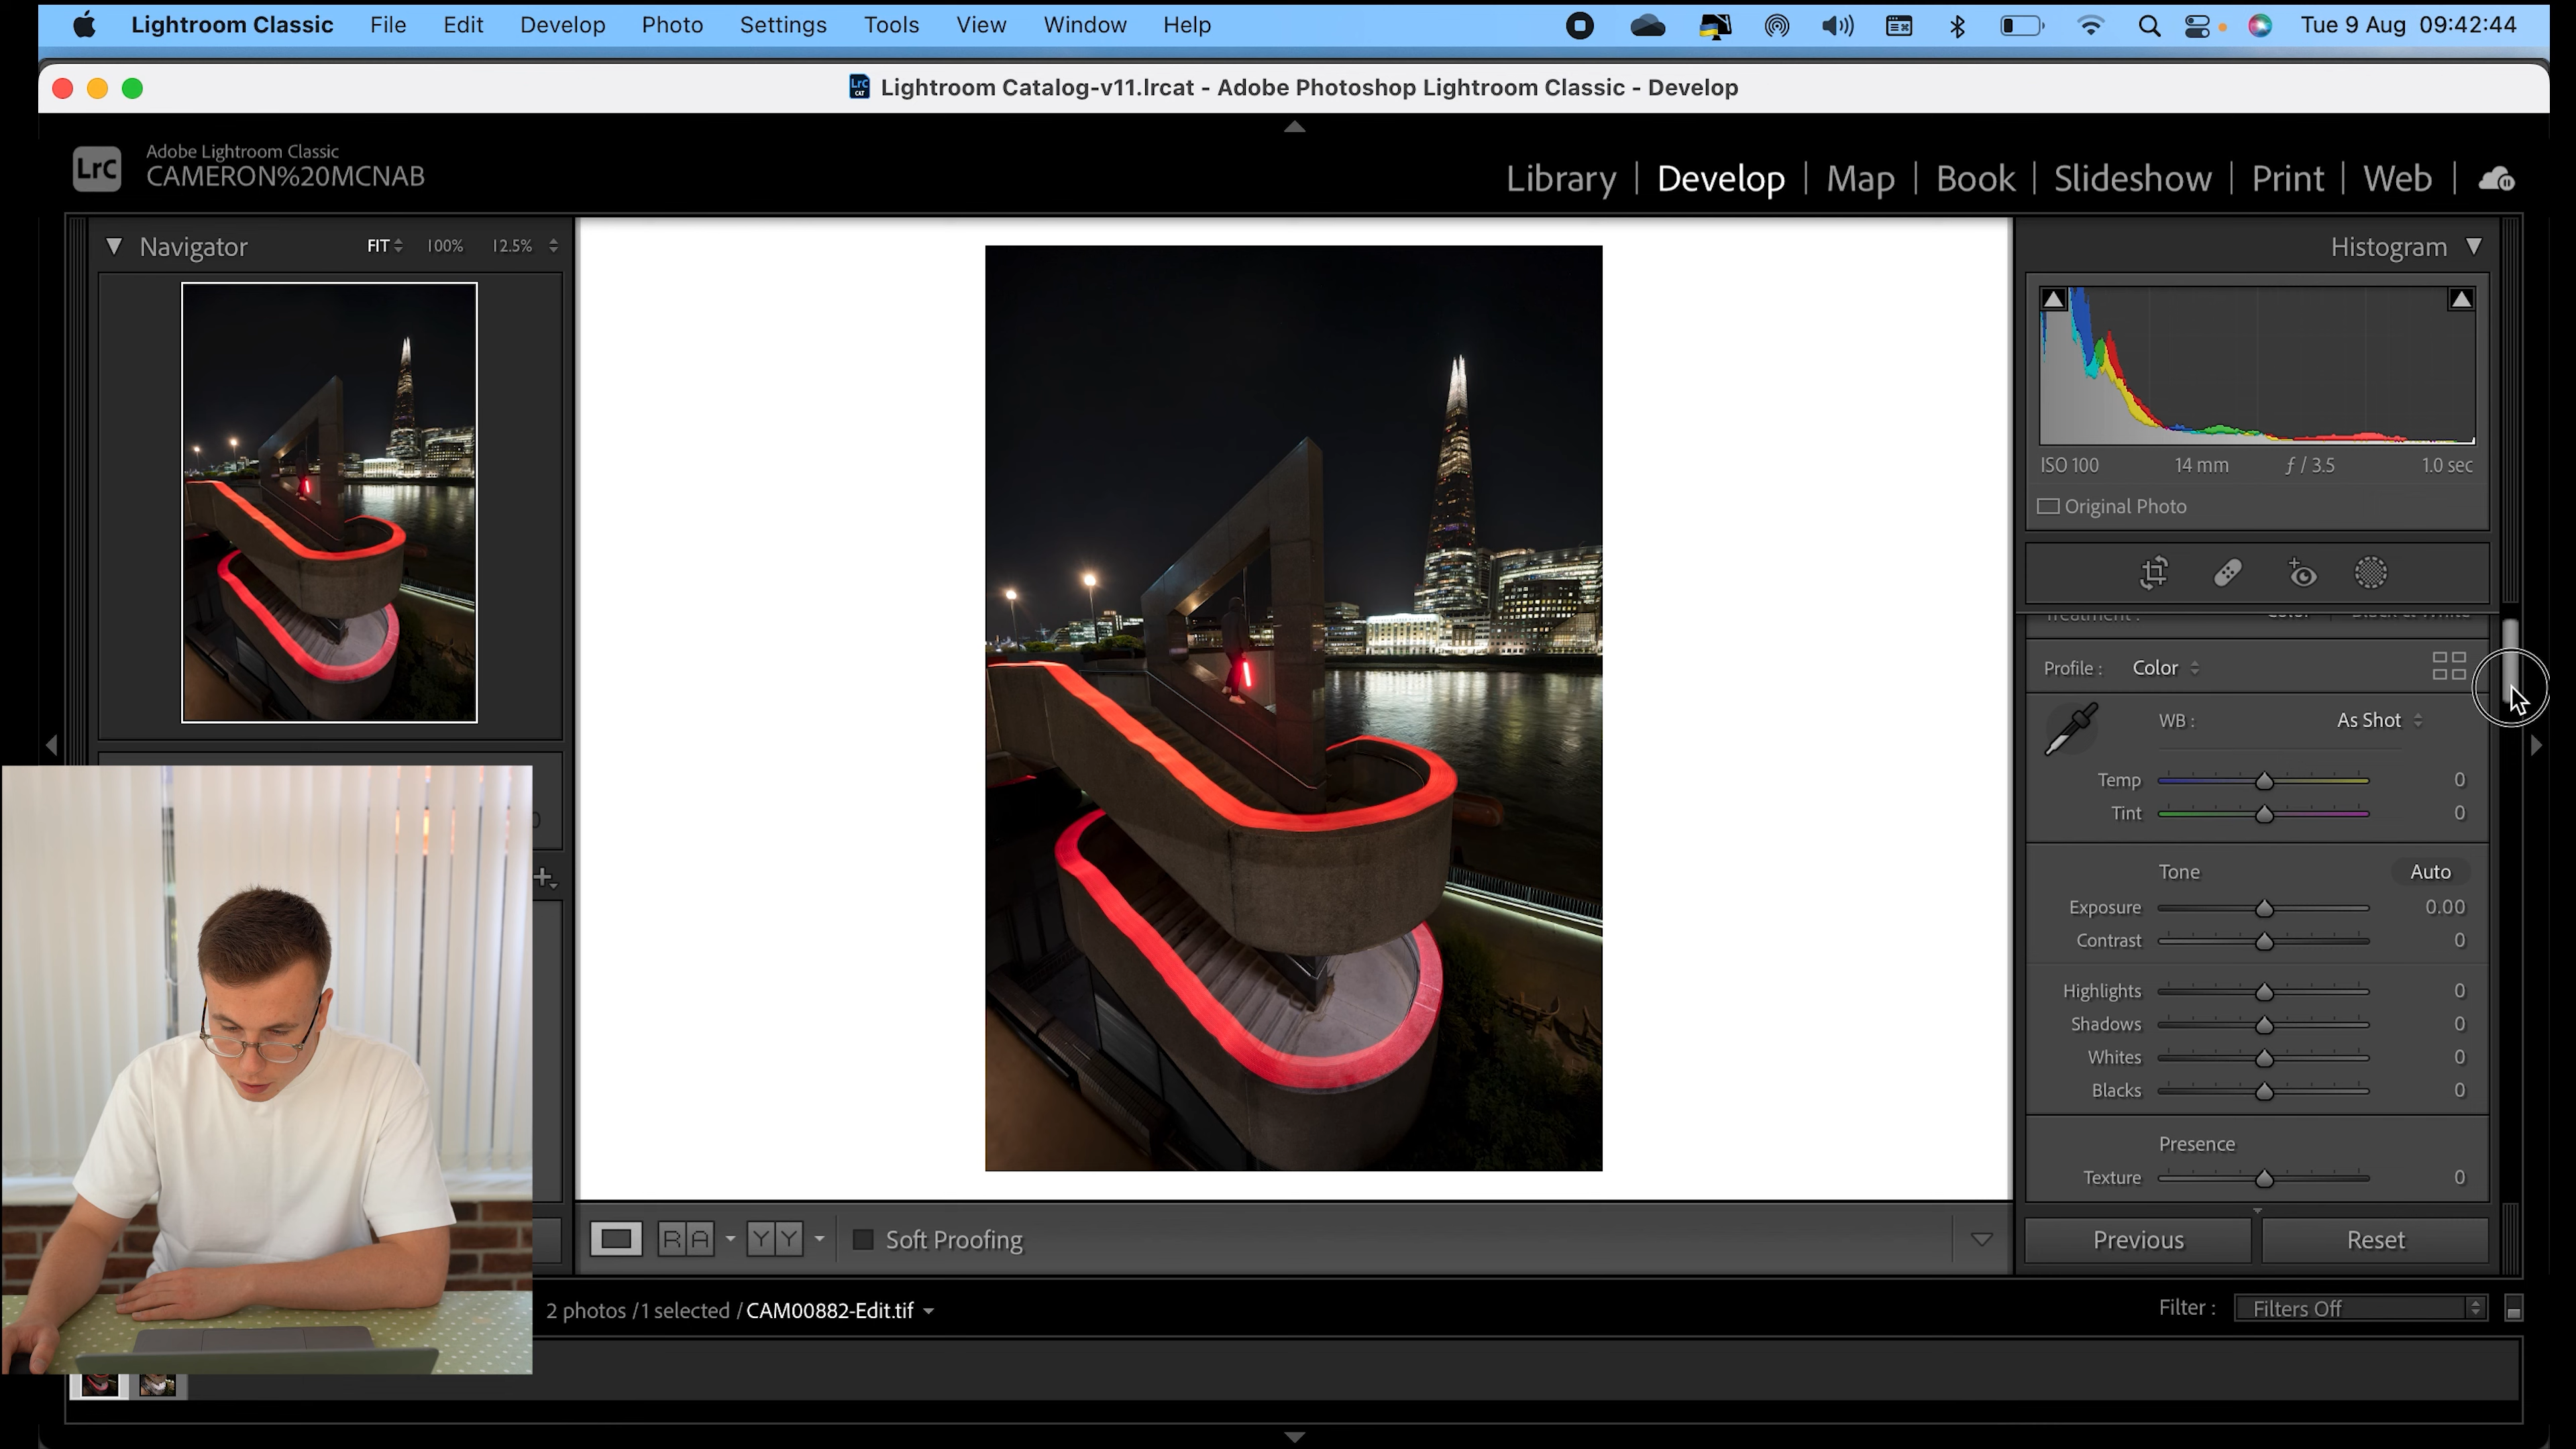 Lightroom Classic File Edit Develop Photo Settings Tools View Window Help Tue 9 Aug 09:42:44
Lightroom Catalog-v11.lrcat - Adobe Photoshop Lightroom Classic - Develop
LrC
Adobe Lightroom Classic
CAMERON%20MCNAB
Library | Develop | Map | Book | Slideshow | Print | Web |
Navigator FIT 100% 12.5%
Histogram
ISO 100 14 mm f / 3.5 1.0 sec
Original Photo
Treatment : Color Black & White
Profile : Color
WB : As Shot
Temp 0
Tint 0
Tone Auto
Exposure 0.00
Contrast 0
Highlights 0
Shadows 0
Whites 0
Blacks 0
Presence
Texture 0
R A Y Y Soft Proofing
Previous Reset
2 photos / 1 selected / CAM00882-Edit.tif
Filter : Filters Off